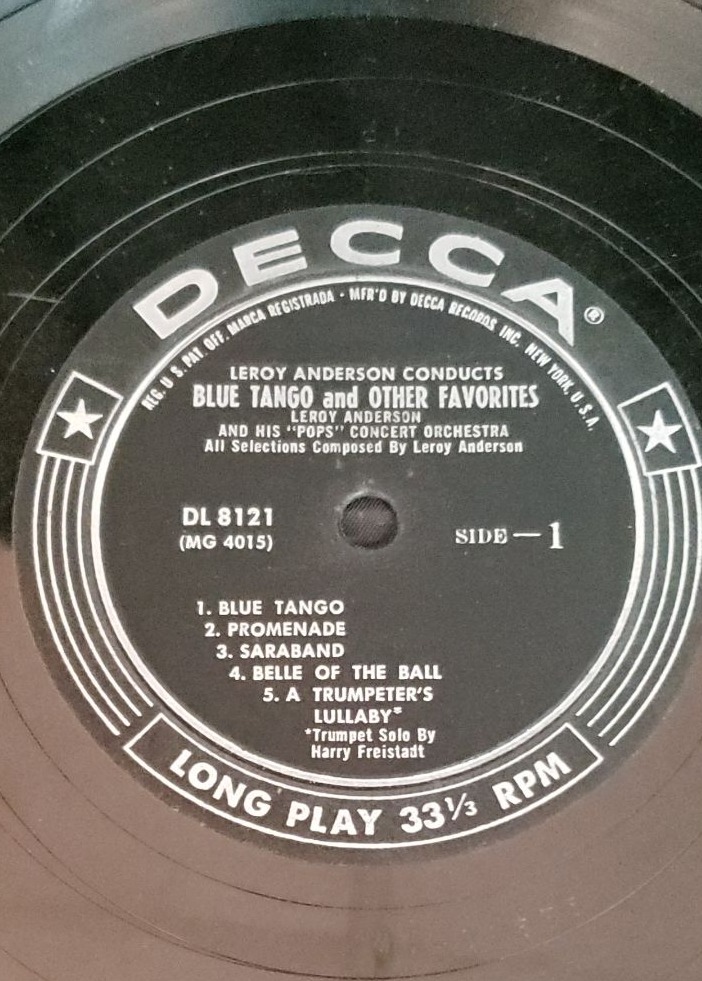 DECCA®
REG. U.S. PAT. OFF. MARCA REGISTRADA · MFR'D BY DECCA RECORDS INC. NEW YORK, U.S.A.
LEROY ANDERSON CONDUCTS
BLUE TANGO and OTHER FAVORITES
LEROY ANDERSON
AND HIS "POPS" CONCERT ORCHESTRA
All Selections Composed By Leroy Anderson
DL 8121
(MG 4015)
SIDE — 1
1. BLUE TANGO
2. PROMENADE
3. SARABAND
4. BELLE OF THE BALL
5. A TRUMPETER'S
LULLABY*
*Trumpet Solo By
Harry Freistadt
LONG PLAY 33⅓ RPM